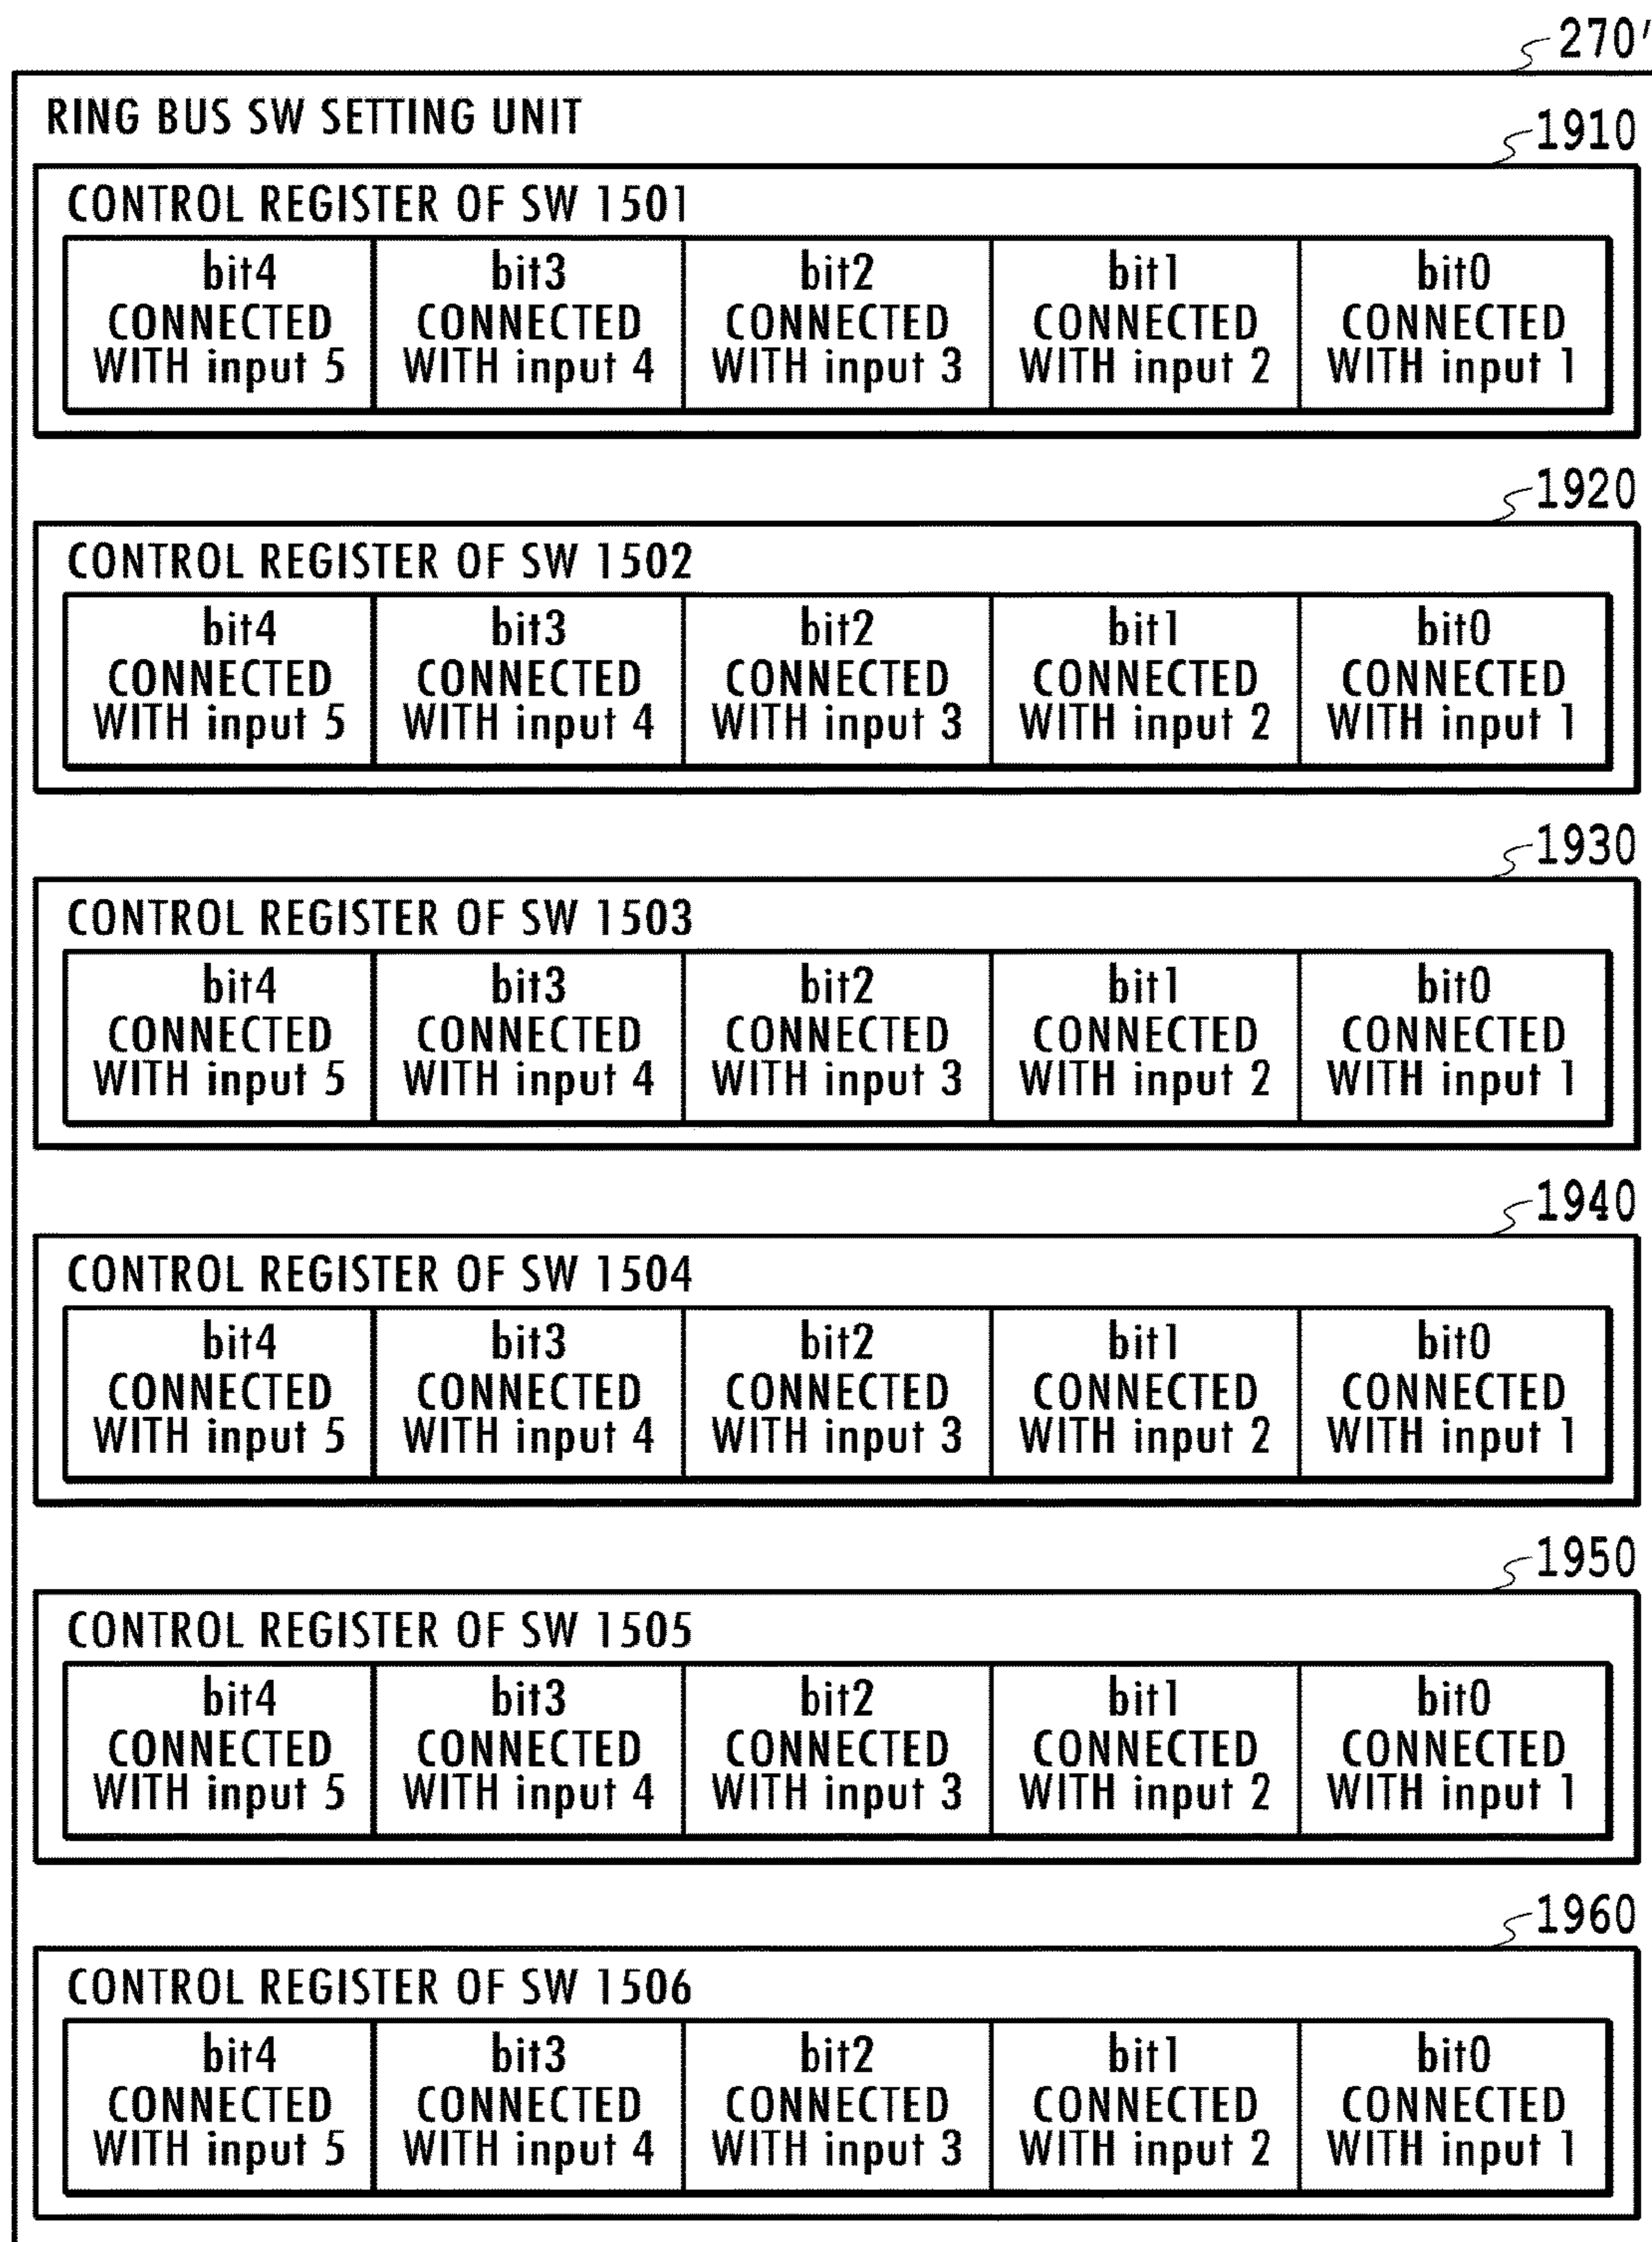 270'
RING BUS SW SETTING UNIT
1910
CONTROL REGISTER OF SW 1501
bit4 bit3 bit2 bit1 bit0
CONNECTED CONNECTED CONNECTED CONNECTED CONNECTED
WITH input 5 WITH input 4 WITH input 3 WITH input 2 WITH input 1
1920
CONTROL REGISTER OF SW 1502
bit4 bit3 bit2 bit1 bit0
CONNECTED CONNECTED CONNECTED CONNECTED CONNECTED
WITH input 5 WITH input 4 WITH input 3 WITH input 2 WITH input 1
1930
CONTROL REGISTER OF SW 1503
bit4 bit3 bit2 bit1 bit0
CONNECTED CONNECTED CONNECTED CONNECTED CONNECTED
WITH input 5 WITH input 4 WITH input 3 WITH input 2 WITH input 1
1940
CONTROL REGISTER OF SW 1504
bit4 bit3 bit2 bit1 bit0
CONNECTED CONNECTED CONNECTED CONNECTED CONNECTED
WITH input 5 WITH input 4 WITH input 3 WITH input 2 WITH input 1
1950
CONTROL REGISTER OF SW 1505
bit4 bit3 bit2 bit1 bit0
CONNECTED CONNECTED CONNECTED CONNECTED CONNECTED
WITH input 5 WITH input 4 WITH input 3 WITH input 2 WITH input 1
1960
CONTROL REGISTER OF SW 1506
bit4 bit3 bit2 bit1 bit0
CONNECTED CONNECTED CONNECTED CONNECTED CONNECTED
WITH input 5 WITH input 4 WITH input 3 WITH input 2 WITH input 1